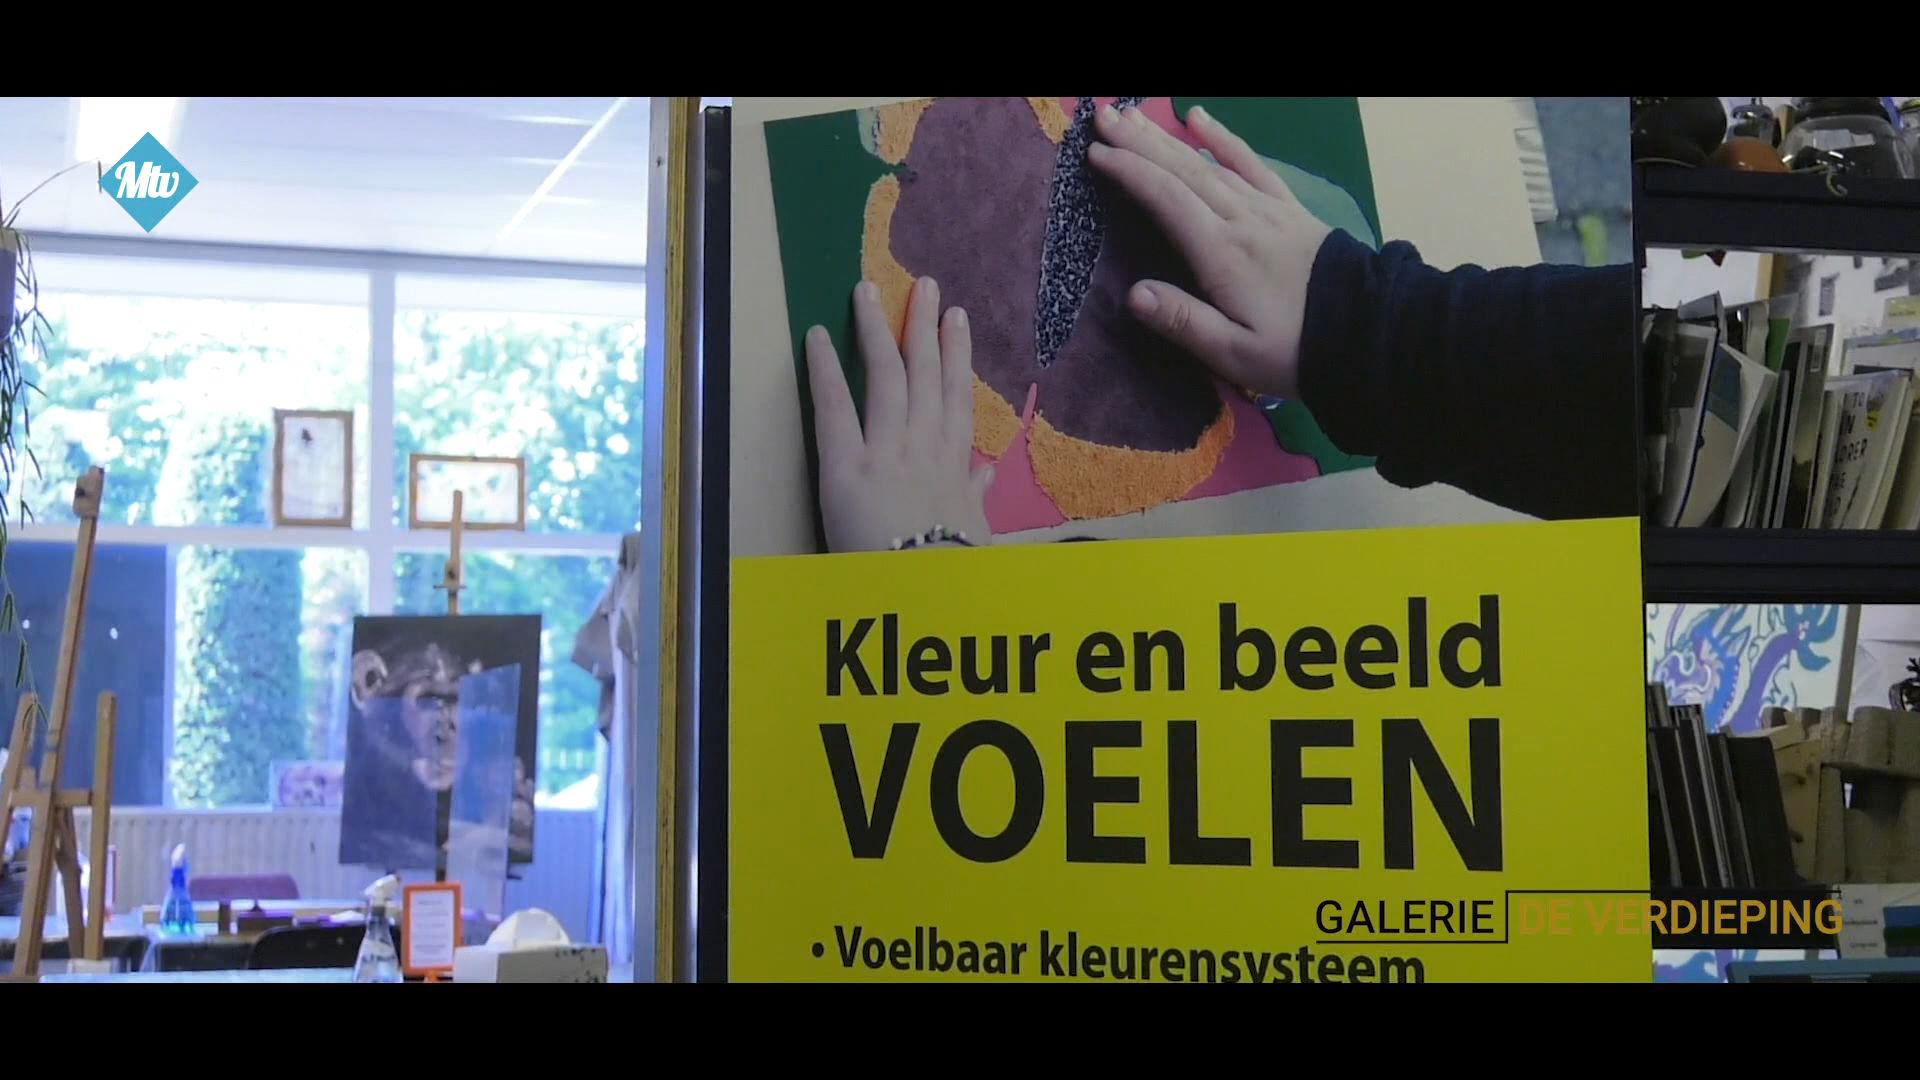 Mtv
Kleur en beeld
VOELEN
• Voelbaar kleurensysteem
GALERIE DE VERDIEPING